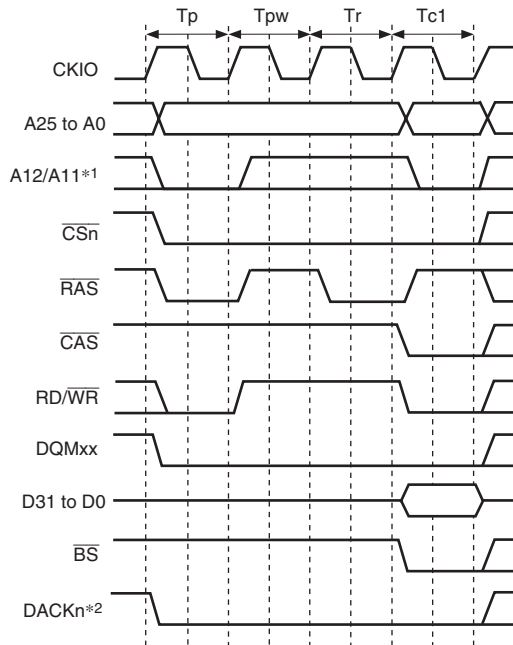 Tp Tpw Tr Tc1
CKIO
A25 to A0
A12/A11*1
CSn
RAS
CAS
RD/WR
DQMxx
D31 to D0
BS
DACKn*2